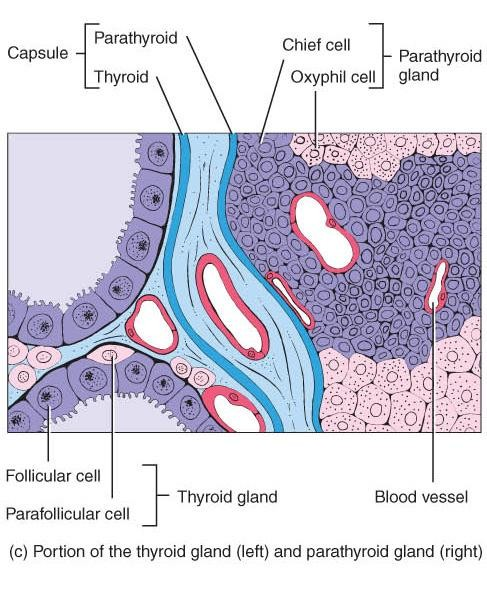 Capsule
Parathyroid
Thyroid
Chief cell
Oxyphil cell
Parathyroid
gland
Follicular cell
Parafollicular cell
Thyroid gland
Blood vessel
(c) Portion of the thyroid gland (left) and parathyroid gland (right)